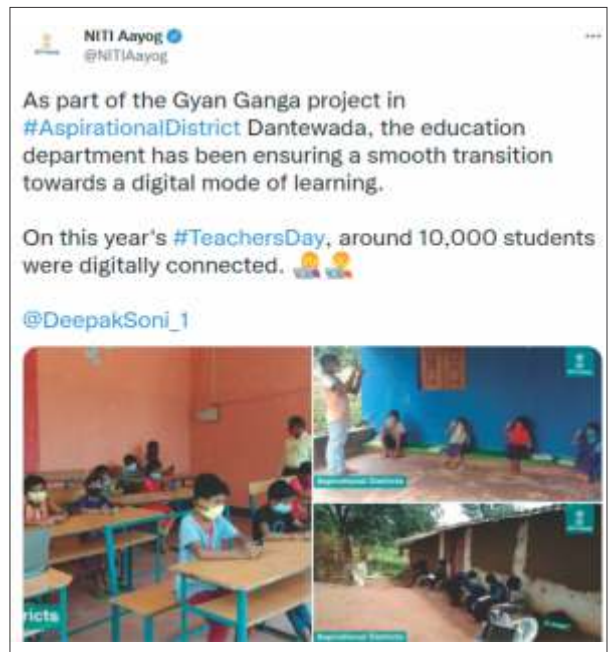 NITI Aayog
@NITIAayog
As part of the Gyan Ganga project in
#AspirationalDistrict Dantewada, the education
department has been ensuring a smooth transition
towards a digital mode of learning.
On this year's #TeachersDay, around 10,000 students
were digitally connected.
@DeepakSoni_1
Aspirational Districts
icts
Aspirational Districts